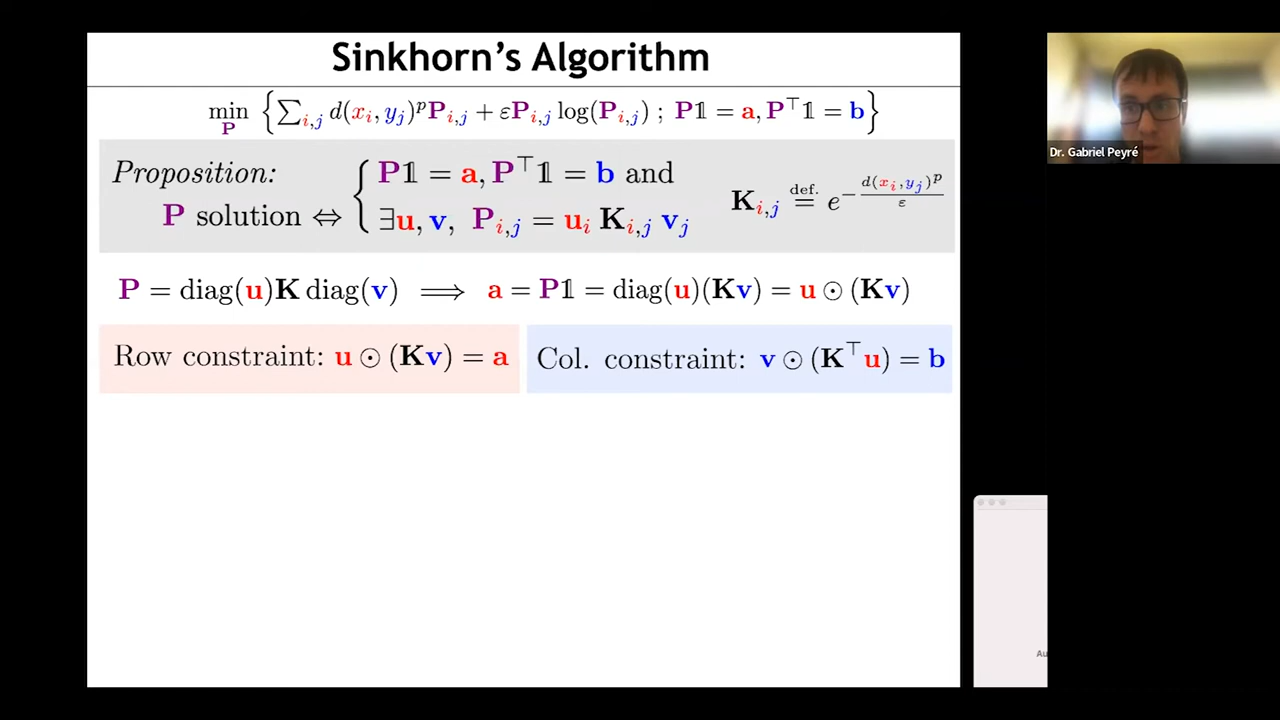 Sinkhorn's Algorithm
min_P { ∑_{i,j} d(x_i, y_j)^p P_{i,j} + εP_{i,j} log(P_{i,j}) ; P𝟙 = a, P^⊤𝟙 = b }
Proposition: { P𝟙 = a, P^⊤𝟙 = b and
P solution ⇔ { ∃u, v, P_{i,j} = u_i K_{i,j} v_j
K_{i,j} def. = e^{-d(x_i,y_j)^p / ε}
P = diag(u)K diag(v) ⟹ a = P𝟙 = diag(u)(Kv) = u ⊙ (Kv)
Row constraint: u ⊙ (Kv) = a
Col. constraint: v ⊙ (K^⊤u) = b
Dr. Gabriel Peyré
Au